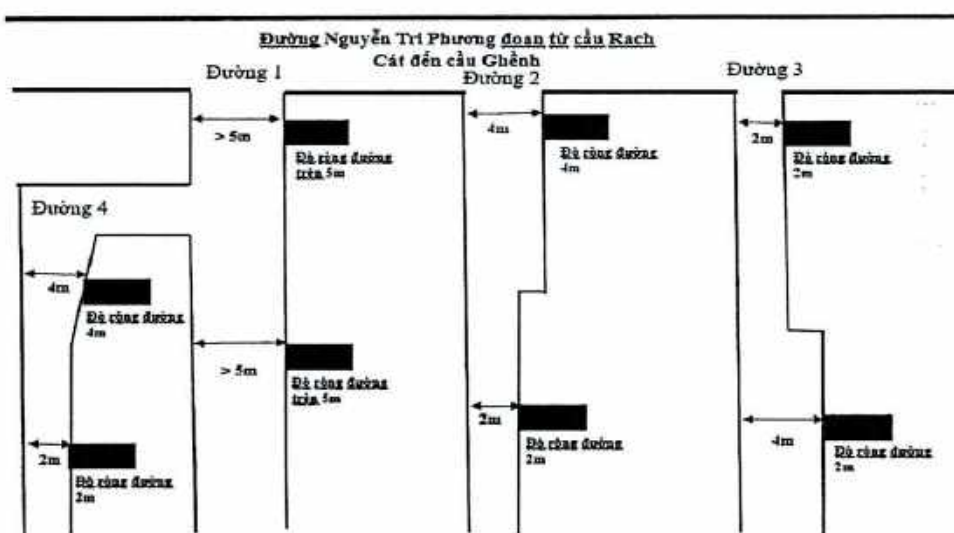 Đường Nguyễn Tri Phương đoạn từ cầu Rạch
Cát đến cầu Ghềnh
Đường 1
Đường 2
Đường 3
> 5m
Độ rộng đường
trên 5m
4m
Độ rộng đường
4m
2m
Độ rộng đường
2m
Đường 4
4m
Độ rộng đường
4m
> 5m
Độ rộng đường
trên 5m
2m
Độ rộng đường
2m
2m
Độ rộng đường
2m
4m
Độ rộng đường
2m